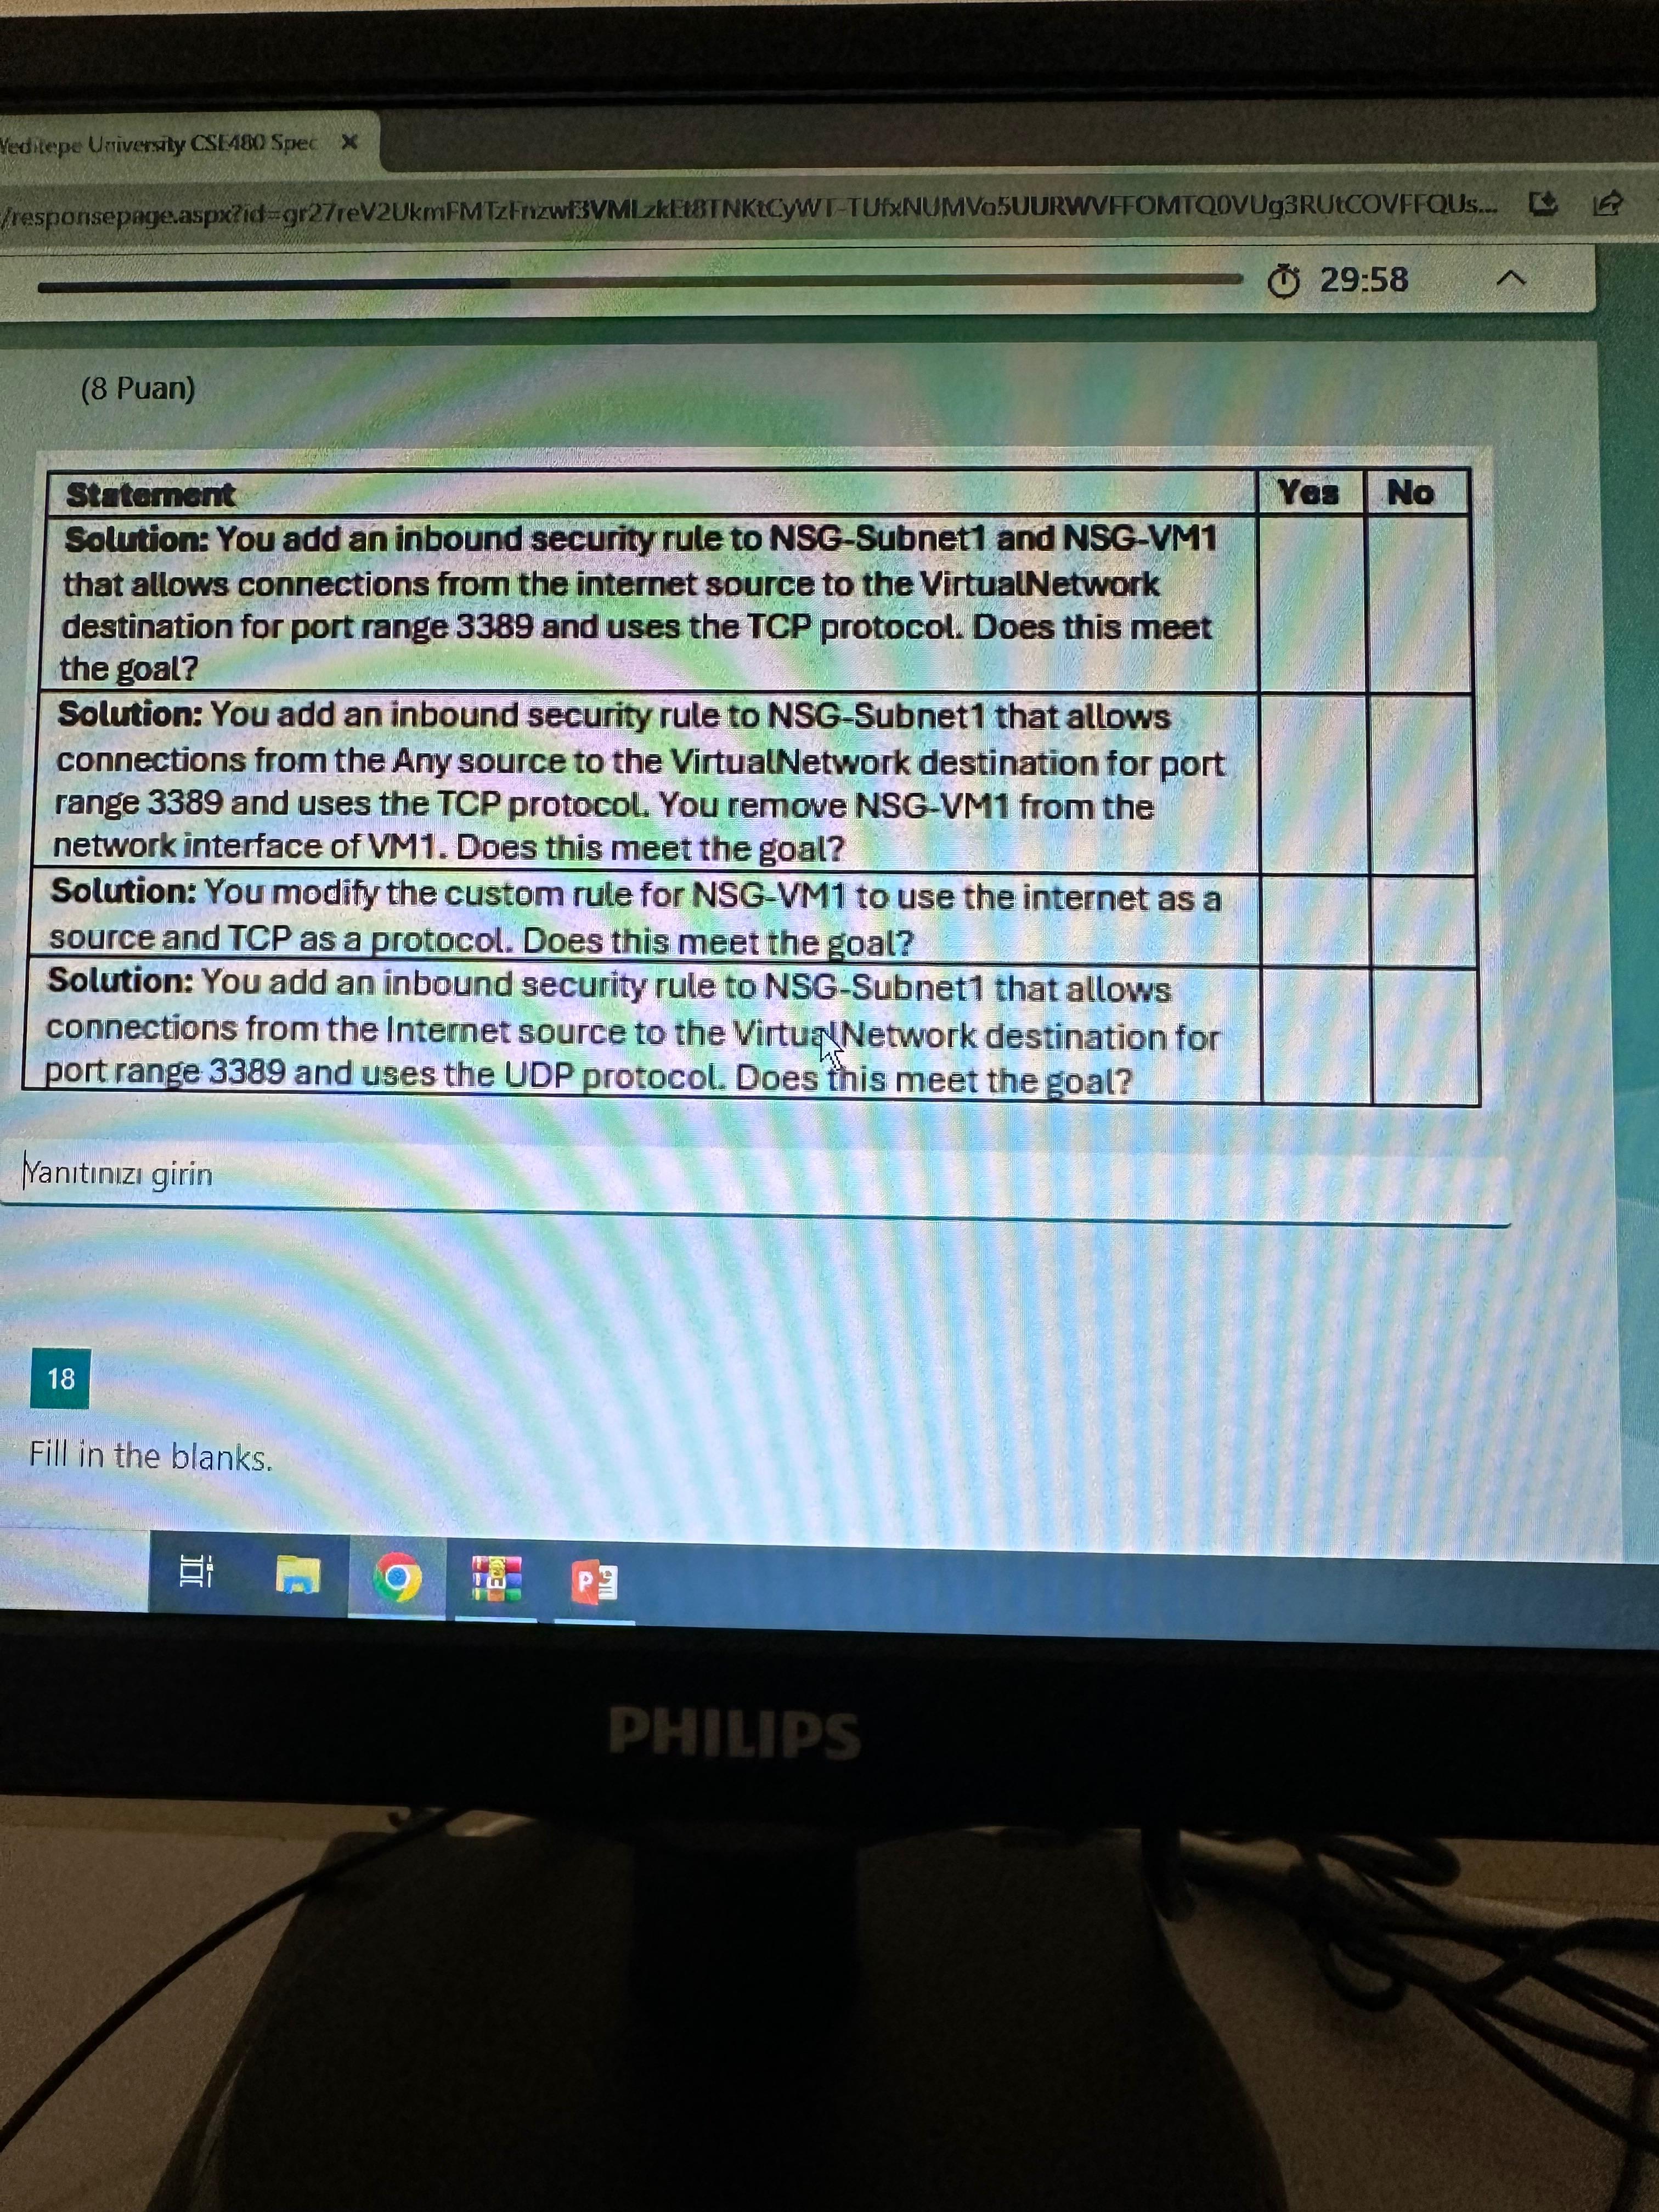 Yeditepe University CSE480 Spec
29:58
(8 Puan)
Statement Yes No
Solution: You add an inbound security rule to NSG-Subnet1 and NSG-VM1
that allows connections from the internet source to the VirtualNetwork
destination for port range 3389 and uses the TCP protocol. Does this meet
the goal?
Solution: You add an inbound security rule to NSG-Subnet1 that allows
connections from the Any source to the VirtualNetwork destination for port
range 3389 and uses the TCP protocol. You remove NSG-VM1 from the
network interface of VM1. Does this meet the goal?
Solution: You modify the custom rule for NSG-VM1 to use the internet as a
source and TCP as a protocol. Does this meet the goal?
Solution: You add an inbound security rule to NSG-Subnet1 that allows
connections from the Internet source to the VirtualNetwork destination for
port range 3389 and uses the UDP protocol. Does this meet the goal?
Yanıtınızı girin
18
Fill in the blanks.
PHILIPS